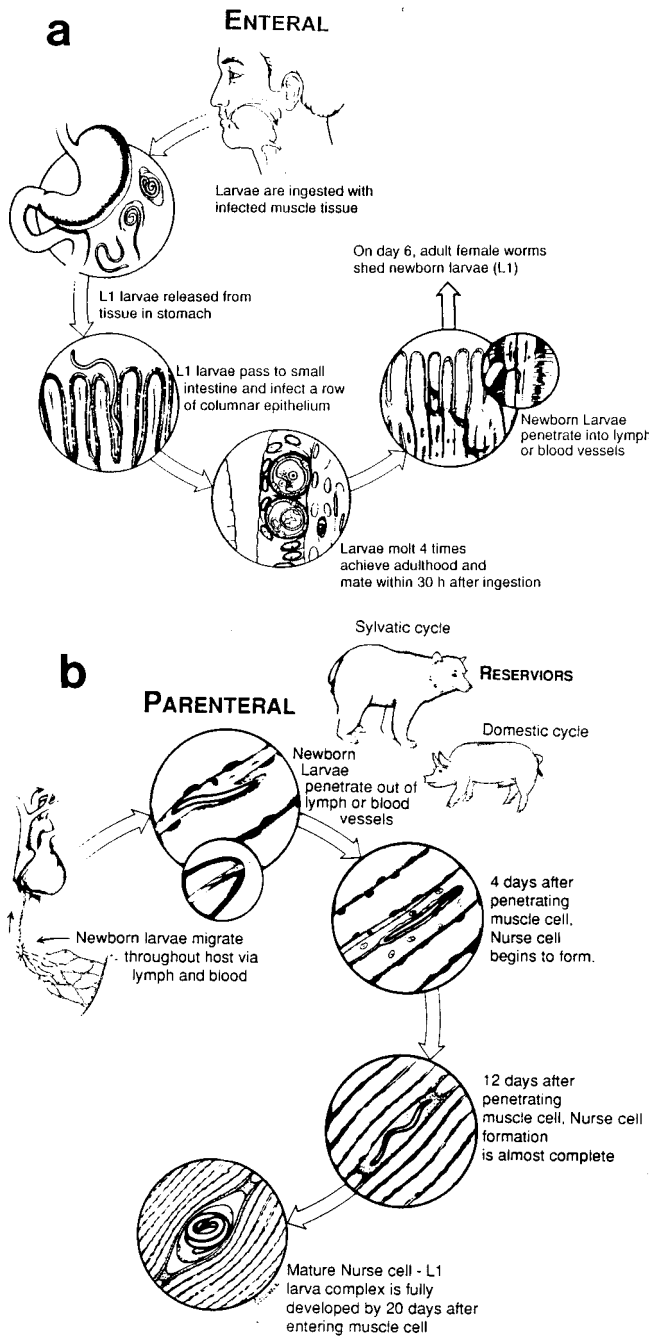 a
ENTERAL
Larvae are ingested with
infected muscle tissue
L1 larvae released from
tissue in stomach
L1 larvae pass to small
intestine and infect a row
of columnar epithelium
Larvae molt 4 times
achieve adulthood and
mate within 30 h after ingestion
On day 6, adult female worms
shed newborn larvae (L1)
Newborn Larvae
penetrate into lymph
or blood vessels
b
PARENTERAL
Sylvatic cycle
RESERVIORS
Domestic cycle
Newborn
Larvae
penetrate out of
lymph or blood
vessels
Newborn larvae migrate
throughout host via
lymph and blood
4 days after
penetrating
muscle cell,
Nurse cell
begins to form.
12 days after
penetrating
muscle cell, Nurse cell
formation
is almost complete
Mature Nurse cell - L1
larva complex is fully
developed by 20 days after
entering muscle cell